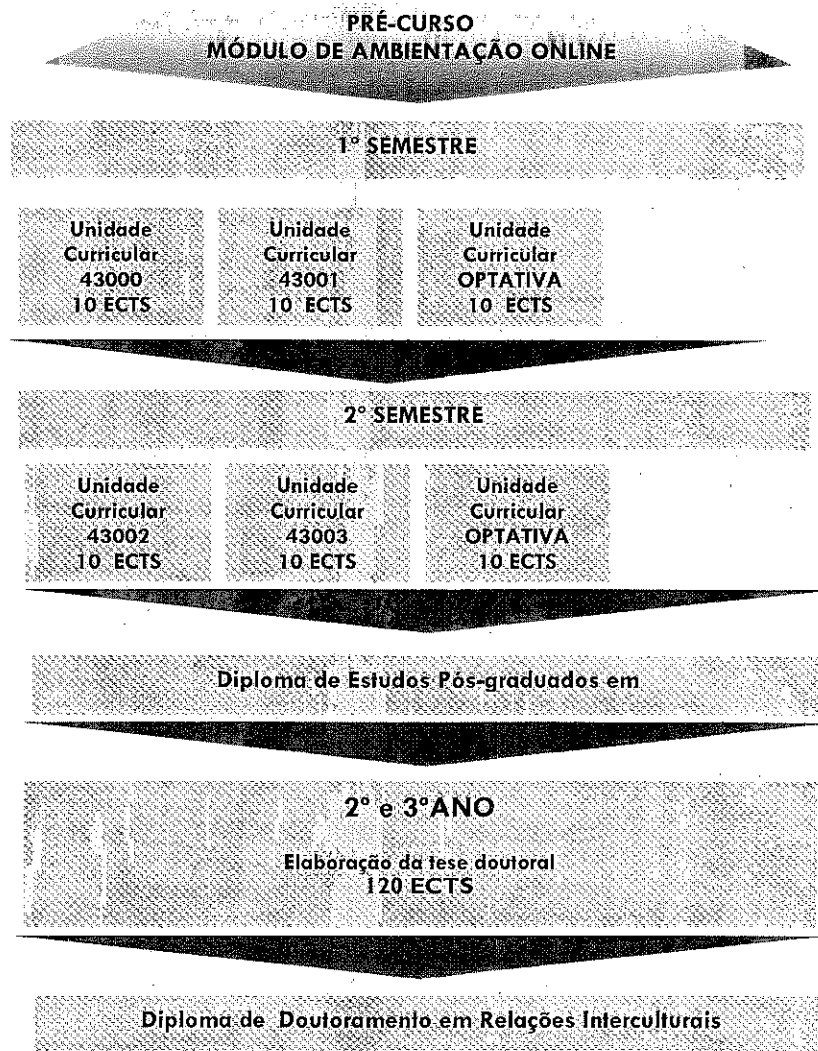 PRÉ-CURSO
MÓDULO DE AMBIENTAÇÃO ONLINE
1º SEMESTRE
Unidade
Curricular
43000
10 ECTS
Unidade
Curricular
43001
10 ECTS
Unidade
Curricular
OPTATIVA
10 ECTS
2º SEMESTRE
Unidade
Curricular
43002
10 ECTS
Unidade
Curricular
43003
10 ECTS
Unidade
Curricular
OPTATIVA
10 ECTS
Diploma de Estudos Pós-graduados em
2º e 3ºANO
Elaboração da tese doutoral
120 ECTS
Diploma de Doutoramento em Relações Interculturais